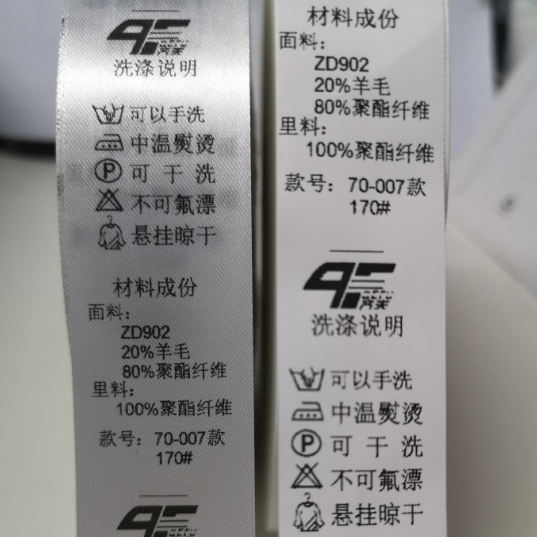 洗涤说明
可以手洗
中温熨烫
P 可干洗
不可氟漂
悬挂晾干
材料成份
面料：
ZD902
20%羊毛
80%聚酯纤维
里料：
100%聚酯纤维
款号：70-007款
170#
材料成份
面料：
ZD902
20%羊毛
80%聚酯纤维
里料：
100%聚酯纤维
款号：70-007款
170#
洗涤说明
可以手洗
中温熨烫
P 可干洗
不可氟漂
悬挂晾干